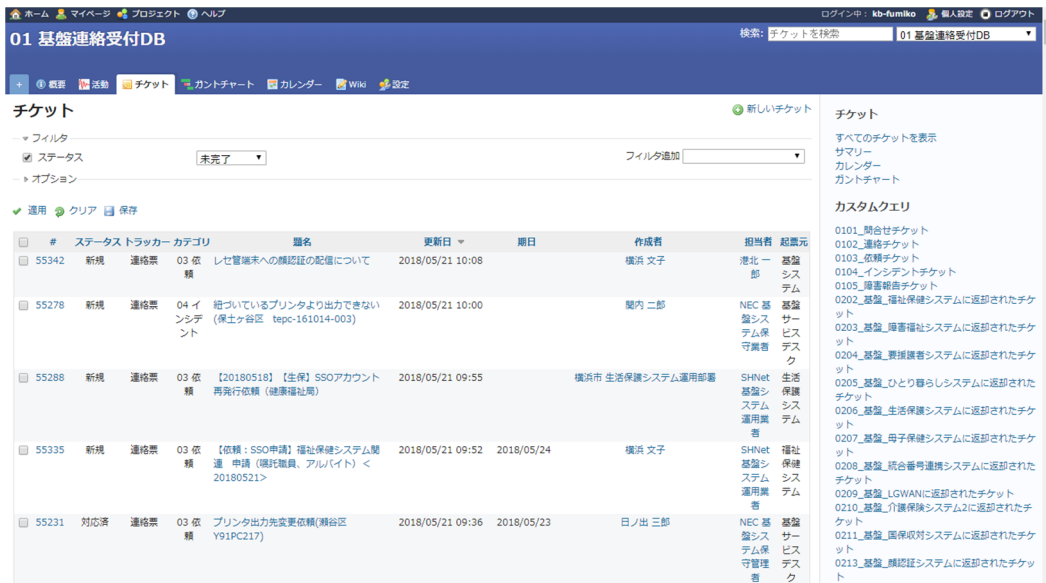 ホーム マイページ プロジェクト ヘルプ ログイン中： kb-fumiko 個人設定 ログアウト
01 基盤連絡受付DB 検索: チケットを検索 01 基盤連絡受付DB
+ 概要 活動 チケット ガントチャート カレンダー Wiki 設定
チケット 新しいチケット
フィルタ
ステータス 未完了 フィルタ追加
オプション
適用 クリア 保存
# ステータス トラッカー カテゴリ 題名 更新日 期日 作成者 担当者 起票元
55342 新規 連絡票 03 依 レセ管端末への顔認証の配信について 2018/05/21 10:08 横浜 文子 港北 一 基盤
頼 郎 シス
テム
55278 新規 連絡票 04 イ 紐づいているプリンタより出力できない 2018/05/21 10:00 関内 二郎 NEC 基 基盤
ンシデ (保土ヶ谷区 tepc-161014-003) 盤シス サー
ント テム保 ビス
守業者 デス
ク
55288 新規 連絡票 03 依 【20180518】【生保】SSOアカウント 2018/05/21 09:55 横浜市 生活保護システム運用部署 SHNet 生活
頼 再発行依頼（健康福祉局） 基盤シ 保護
ステム シス
運用業 テム
者
55335 新規 連絡票 03 依 【依頼：SSO申請】福祉保健システム関 2018/05/21 09:52 2018/05/24 横浜 文子 SHNet 福祉
頼 連 申請（嘱託職員、アルバイト）＜ 基盤シ 保健
20180521＞ ステム シス
運用業 テム
者
55231 対応済 連絡票 03 依 プリンタ出力先変更依頼(瀬谷区 2018/05/21 09:36 2018/05/23 日ノ出 三郎 NEC 基 基盤
頼 Y91PC217) 盤シス サー
テム保 ビス
守管理 デス
者 ク
チケット
すべてのチケットを表示
サマリー
カレンダー
ガントチャート
カスタムクエリ
0101_問合せチケット
0102_連絡チケット
0103_依頼チケット
0104_インシデントチケット
0105_障害報告チケット
0202_基盤_福祉保健システムに返却されたチケ
ット
0203_基盤_障害福祉システムに返却されたチケ
ット
0204_基盤_要援護者システムに返却されたチケ
ット
0205_基盤_ひとり暮らしシステムに返却された
チケット
0206_基盤_生活保護システムに返却されたチケ
ット
0207_基盤_母子保健システムに返却されたチケ
ット
0208_基盤_統合番号連携システムに返却された
チケット
0209_基盤_LGWANに返却されたチケット
0210_基盤_介護保険システム2に返却されたチ
ケット
0211_基盤_国保収対システムに返却されたチケ
ット
0213_基盤_顔認証システムに返却されたチケッ
ト